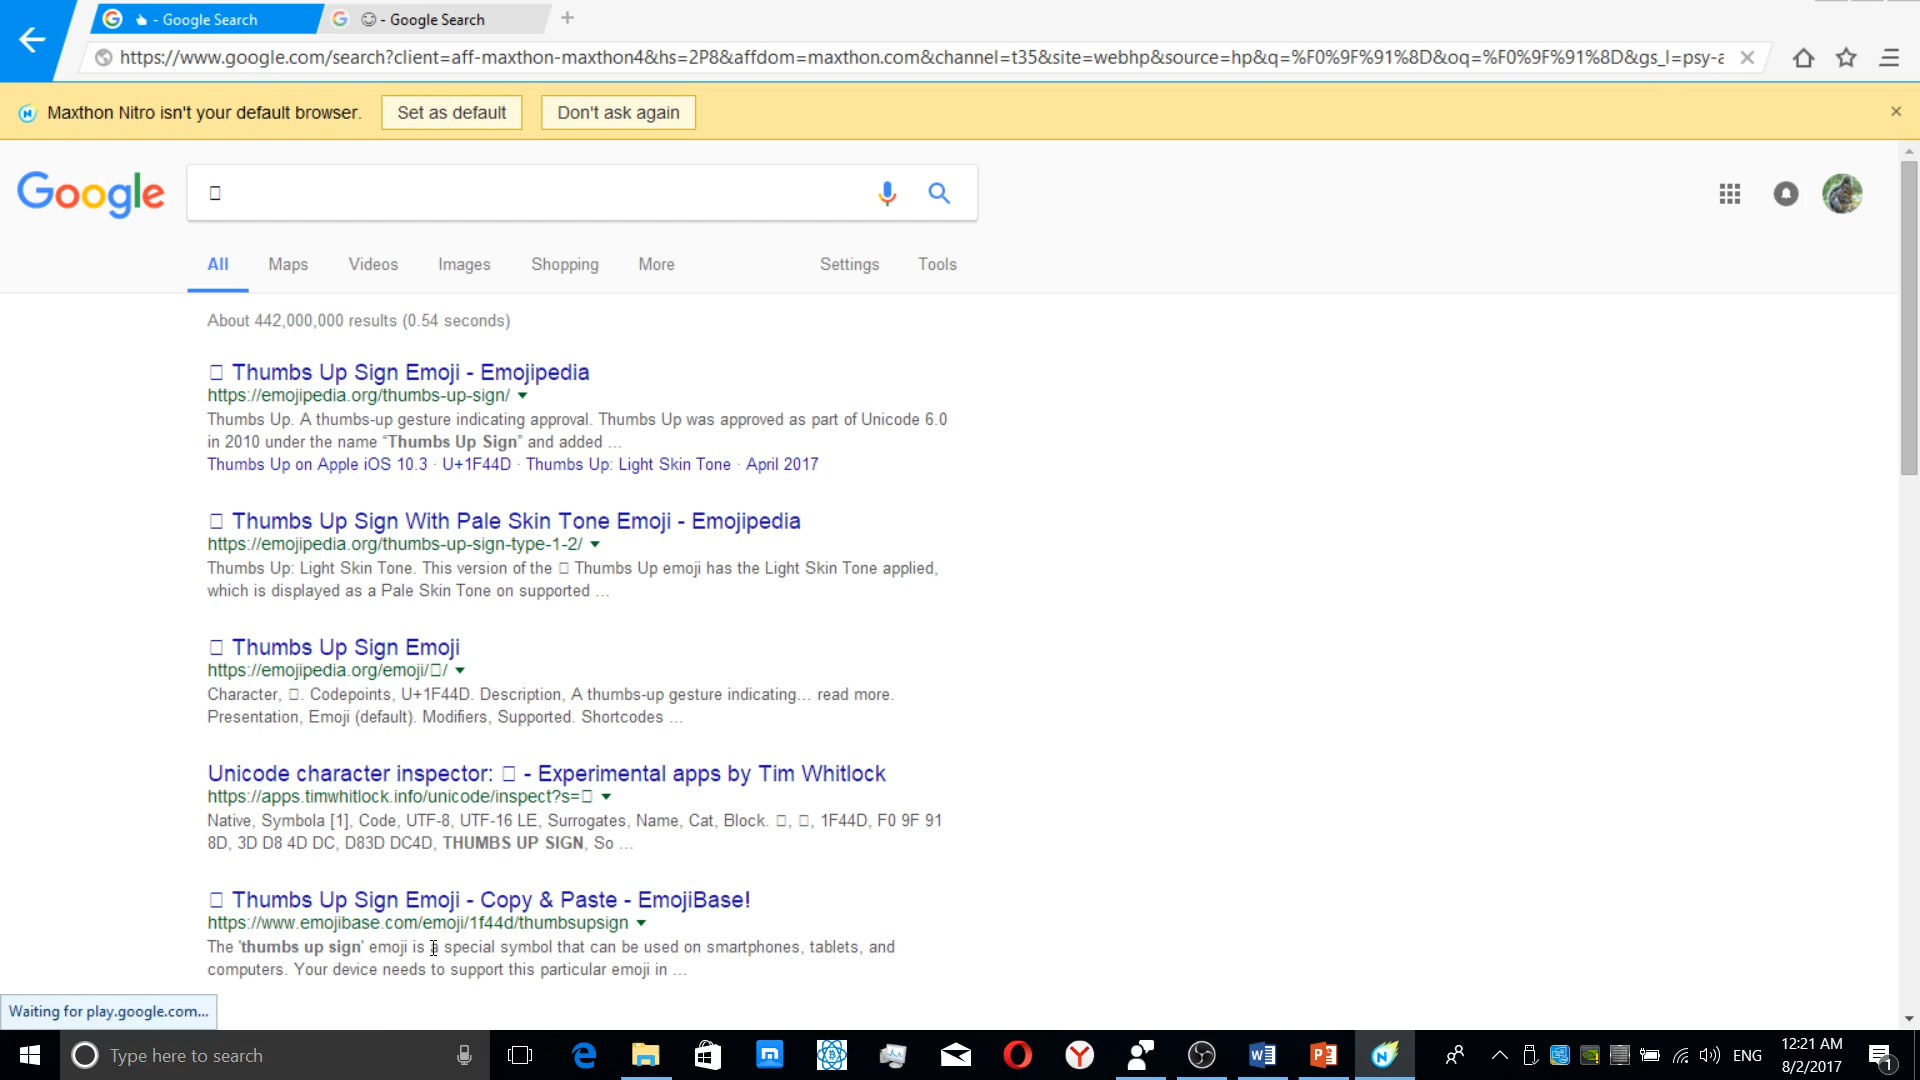 👍 - Google Search
☺ - Google Search
https://www.google.com/search?client=aff-maxthon-maxthon4&hs=2P8&affdom=maxthon.com&channel=t35&site=webhp&source=hp&q=%F0%9F%91%8D&oq=%F0%9F%91%8D&gs_l=psy-a
Maxthon Nitro isn't your default browser.
Set as default
Don't ask again
Google
□
All Maps Videos Images Shopping More Settings Tools
About 442,000,000 results (0.54 seconds)
□ Thumbs Up Sign Emoji - Emojipedia
https://emojipedia.org/thumbs-up-sign/
Thumbs Up. A thumbs-up gesture indicating approval. Thumbs Up was approved as part of Unicode 6.0
in 2010 under the name “Thumbs Up Sign” and added ...
Thumbs Up on Apple iOS 10.3 · U+1F44D · Thumbs Up: Light Skin Tone · April 2017
□ Thumbs Up Sign With Pale Skin Tone Emoji - Emojipedia
https://emojipedia.org/thumbs-up-sign-type-1-2/
Thumbs Up: Light Skin Tone. This version of the □ Thumbs Up emoji has the Light Skin Tone applied,
which is displayed as a Pale Skin Tone on supported ...
□ Thumbs Up Sign Emoji
https://emojipedia.org/emoji/□/
Character, □. Codepoints, U+1F44D. Description, A thumbs-up gesture indicating... read more.
Presentation, Emoji (default). Modifiers, Supported. Shortcodes ...
Unicode character inspector: □ - Experimental apps by Tim Whitlock
https://apps.timwhitlock.info/unicode/inspect?s=□
Native, Symbola [1], Code, UTF-8, UTF-16 LE, Surrogates, Name, Cat, Block. □, □, 1F44D, F0 9F 91
8D, 3D D8 4D DC, D83D DC4D, THUMBS UP SIGN, So ...
□ Thumbs Up Sign Emoji - Copy & Paste - EmojiBase!
https://www.emojibase.com/emoji/1f44d/thumbsupsign
The 'thumbs up sign' emoji is a special symbol that can be used on smartphones, tablets, and
computers. Your device needs to support this particular emoji in ...
Waiting for play.google.com...
Type here to search
ENG
12:21 AM
8/2/2017
1